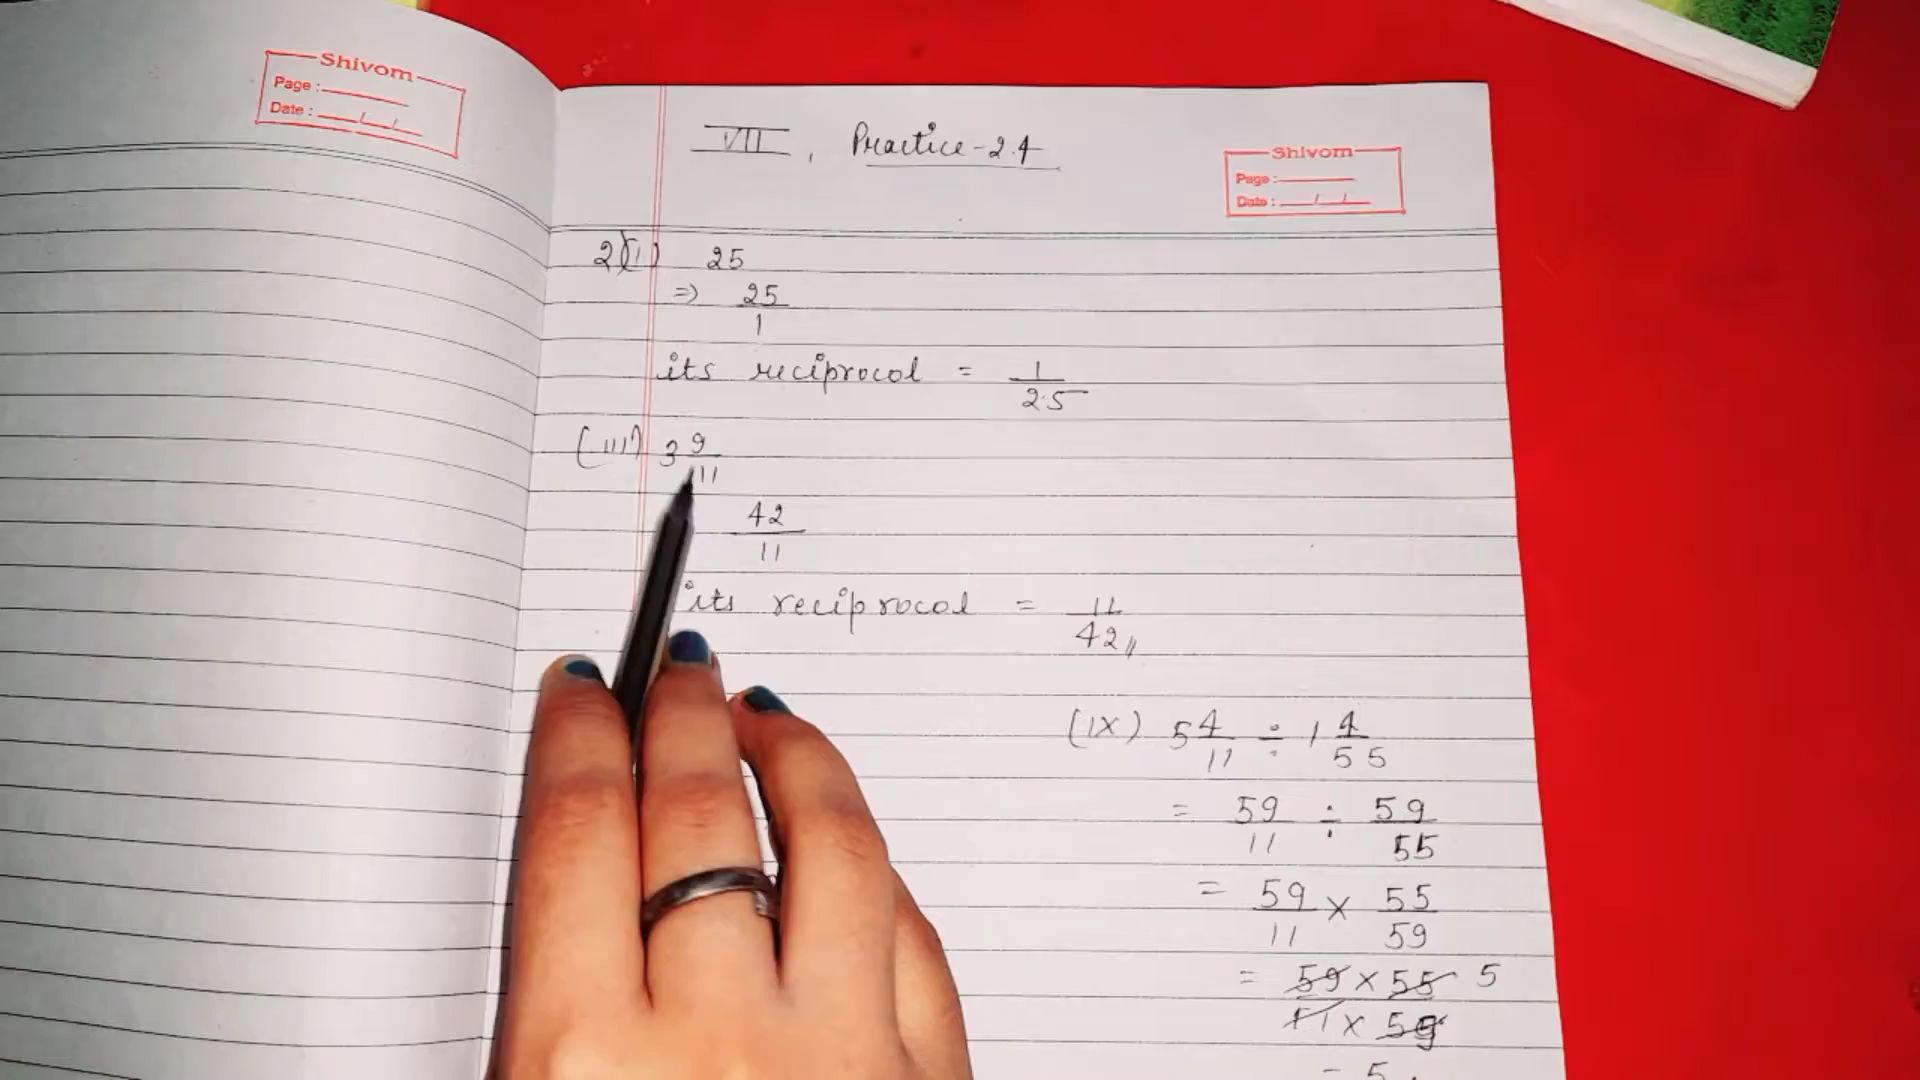 Shivom
Page :
Date :
VII, Practice-2.4
Shivom
Page :
Date :
2(i) 25
=> 25/1
its reciprocol = 1/25
(iii) 3 9/11
42/11
its reciprocol = 11/42
(ix) 5 4/11 ÷ 1 4/55
= 59/11 ÷ 59/55
= 59/11 × 55/59
= 59 × 55 5
11 × 59
= 5